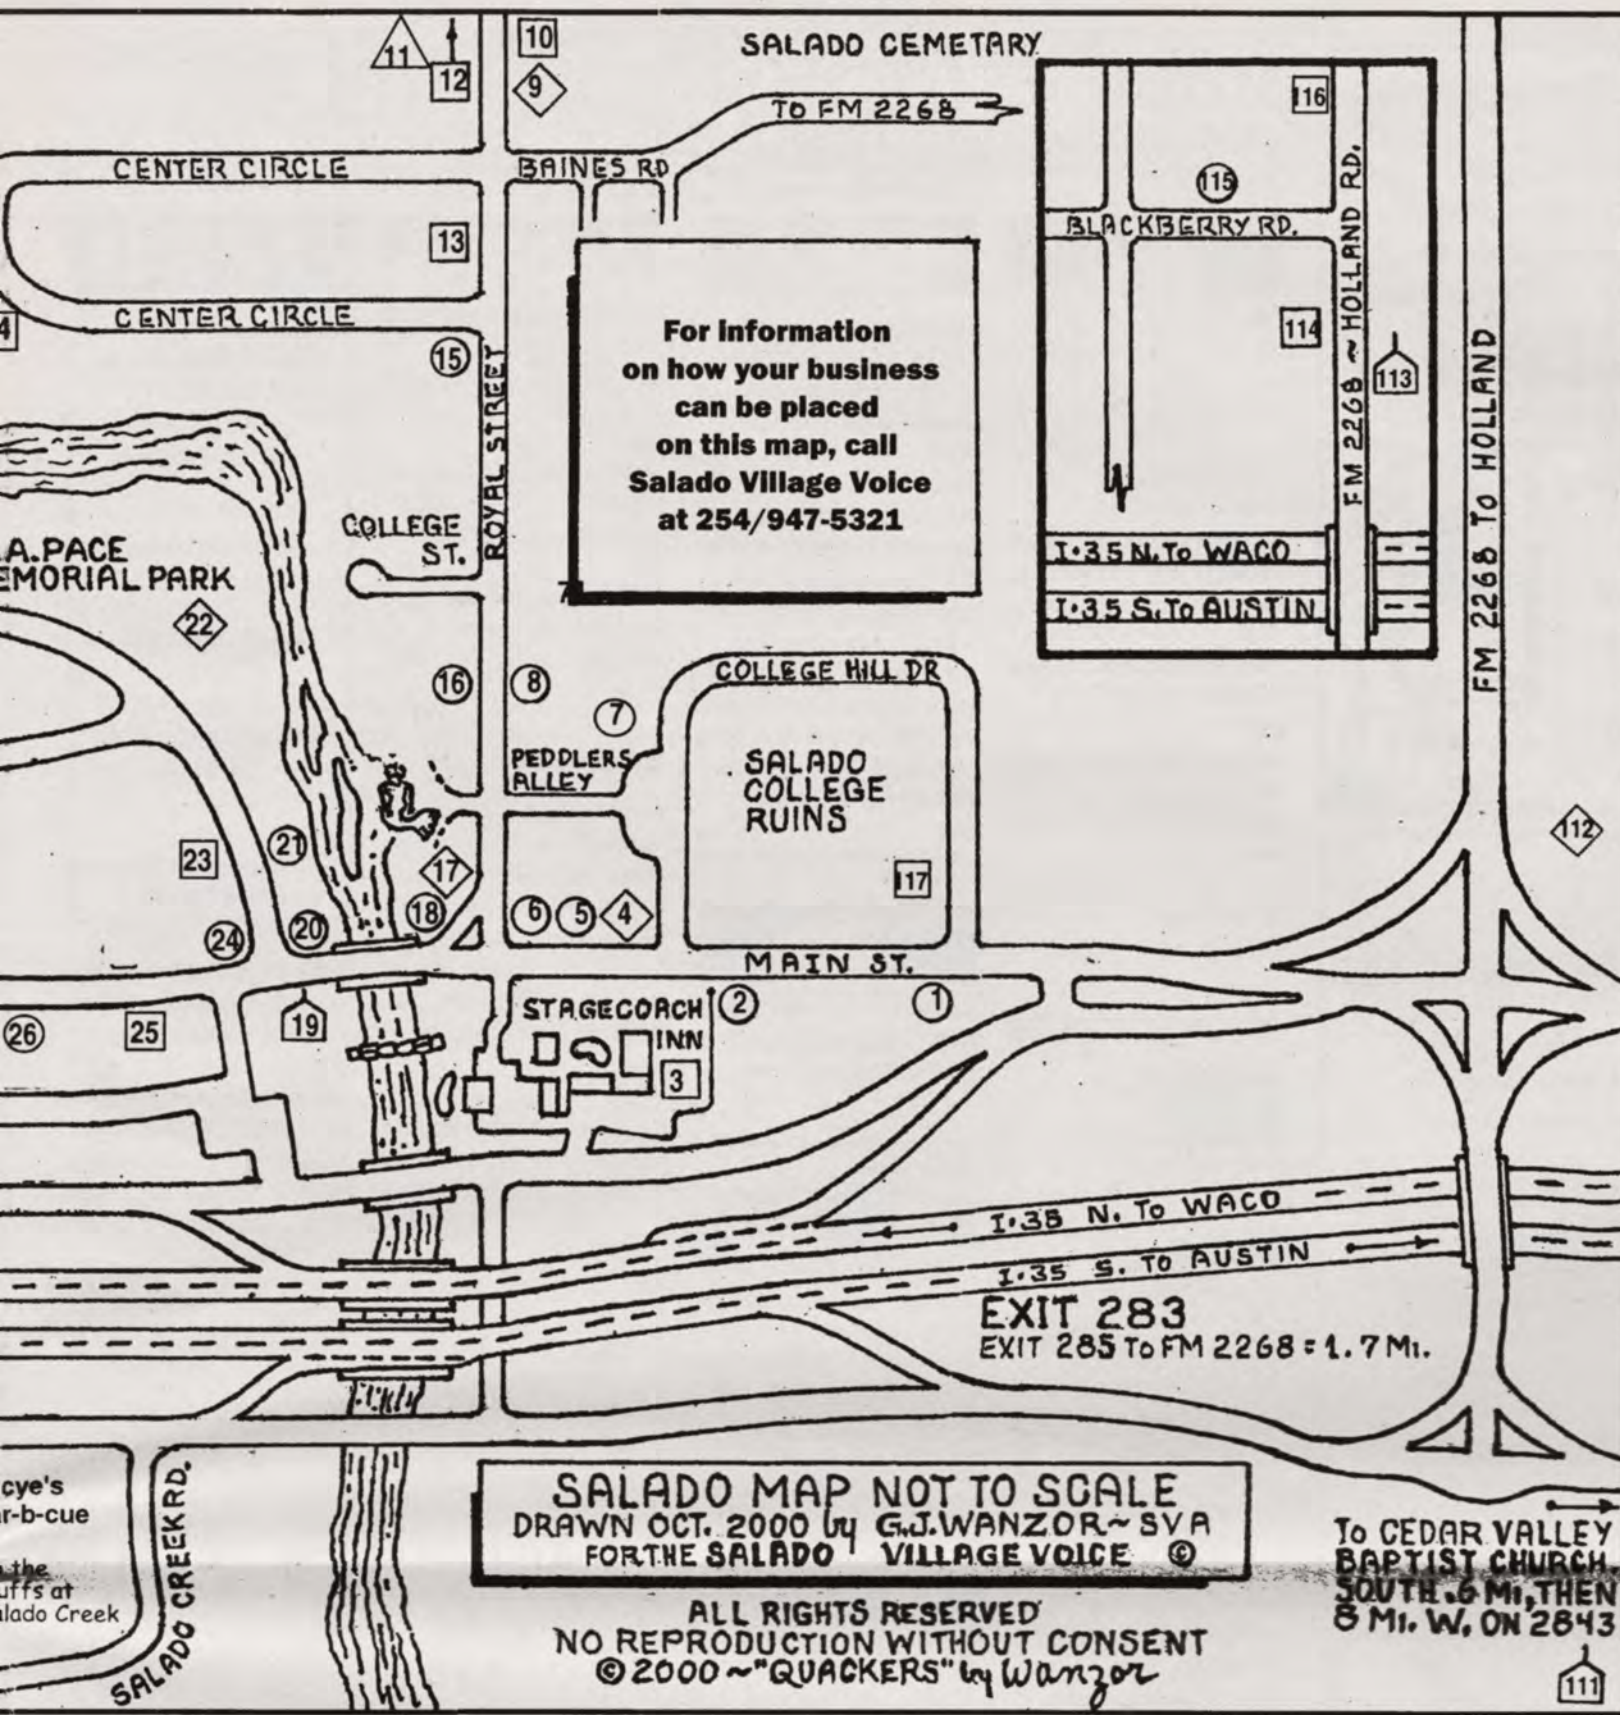 11
12
10
9
SALADO CEMETARY
TO FM 2268
116
CENTER CIRCLE
BAINES RD
115
13
BLACKBERRY RD.
FM 2268 ~ HOLLAND RD.
CENTER CIRCLE
4
15
114
113
ROYAL STREET
For information
on how your business
can be placed
on this map, call
Salado Village Voice
at 254/947-5321
7
FM 2268 TO HOLLAND
COLLEGE
ST.
A.PACE
EMORIAL PARK
22
I•35 N. To WACO
I•35 S. To AUSTIN
16
8
7
COLLEGE HILL DR
PEDDLERS
ALLEY
SALADO
COLLEGE
RUINS
112
23
21
17
117
24
20
18
6
5
4
MAIN ST.
26
25
19
STAGECOACH
INN
3
2
1
I•35 N. To WACO
I•35 S. TO AUSTIN
EXIT 283
EXIT 285 To FM 2268 = 1.7 Mi.
cye's
r-b-cue
the
uffs at
alado Creek
SALADO CREEK RD.
SALADO MAP NOT TO SCALE
DRAWN OCT. 2000 by G.J.WANZOR~SVA
FOR THE SALADO VILLAGE VOICE ©
ALL RIGHTS RESERVED
NO REPRODUCTION WITHOUT CONSENT
©2000~"QUACKERS" by Wanzor
To CEDAR VALLEY
BAPTIST CHURCH.
SOUTH .6 Mi, THEN
8 Mi. W. ON 2843
111